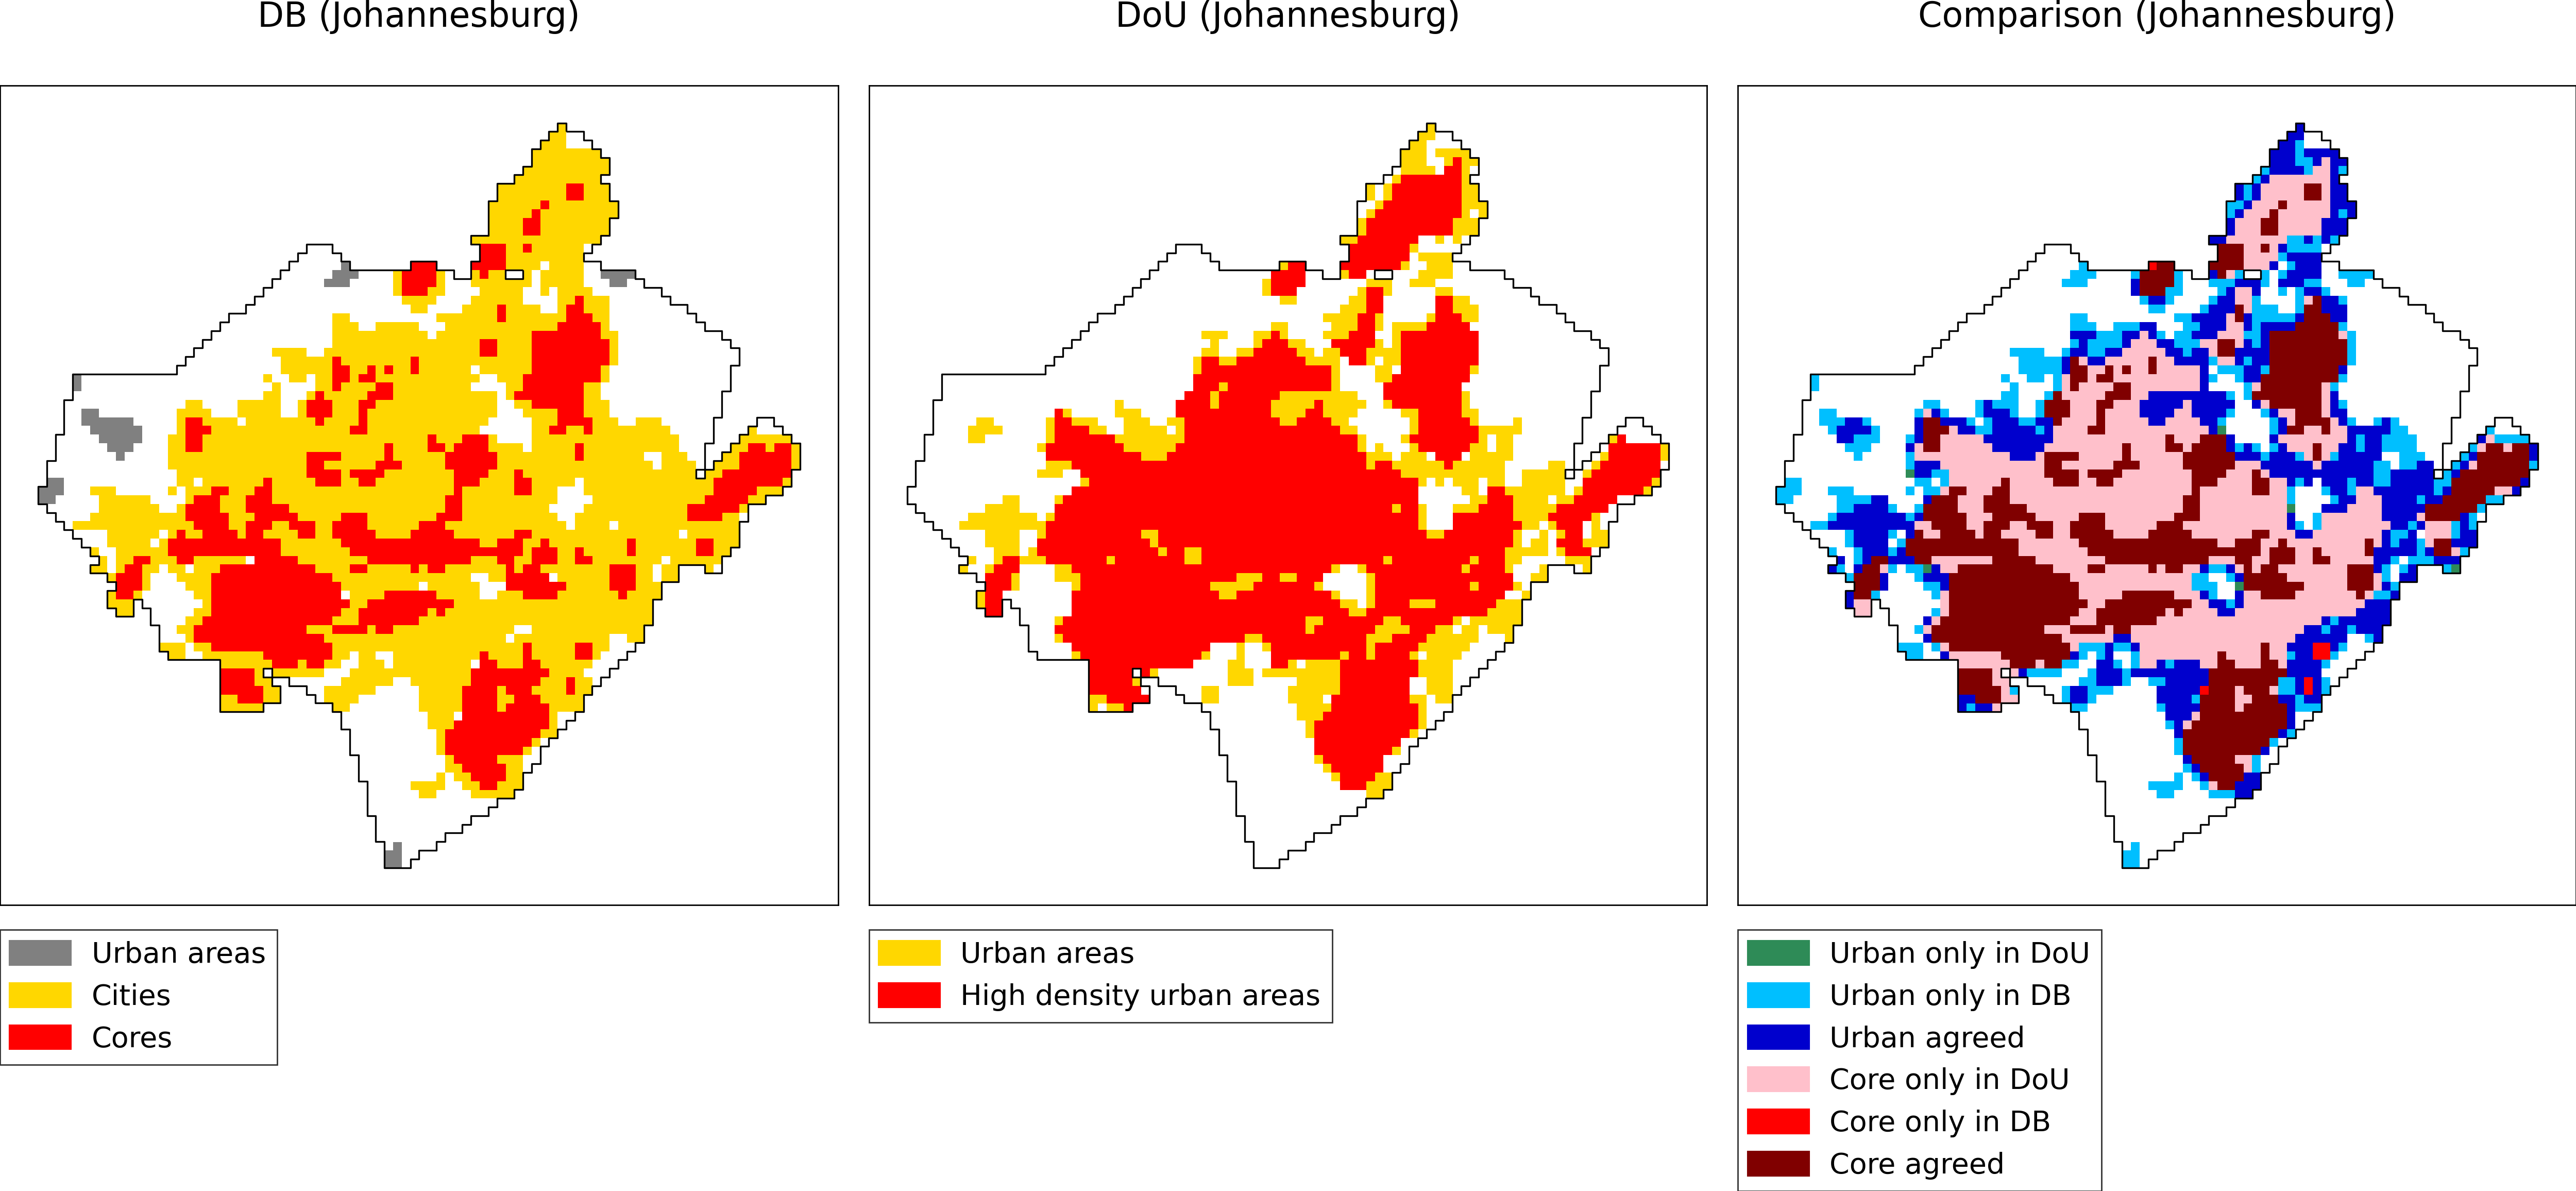 DB (Johannesburg)
DoU (Johannesburg)
Comparison (Johannesburg)
Urban areas
Cities
Cores
Urban areas
High density urban areas
Urban only in DoU
Urban only in DB
Urban agreed
Core only in DoU
Core only in DB
Core agreed